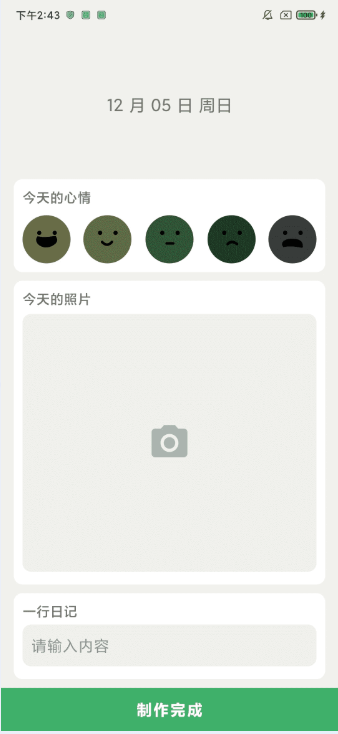 下午2:43
100
12 月 05 日 周日
今天的心情
今天的照片
一行日记
请输入内容
制作完成